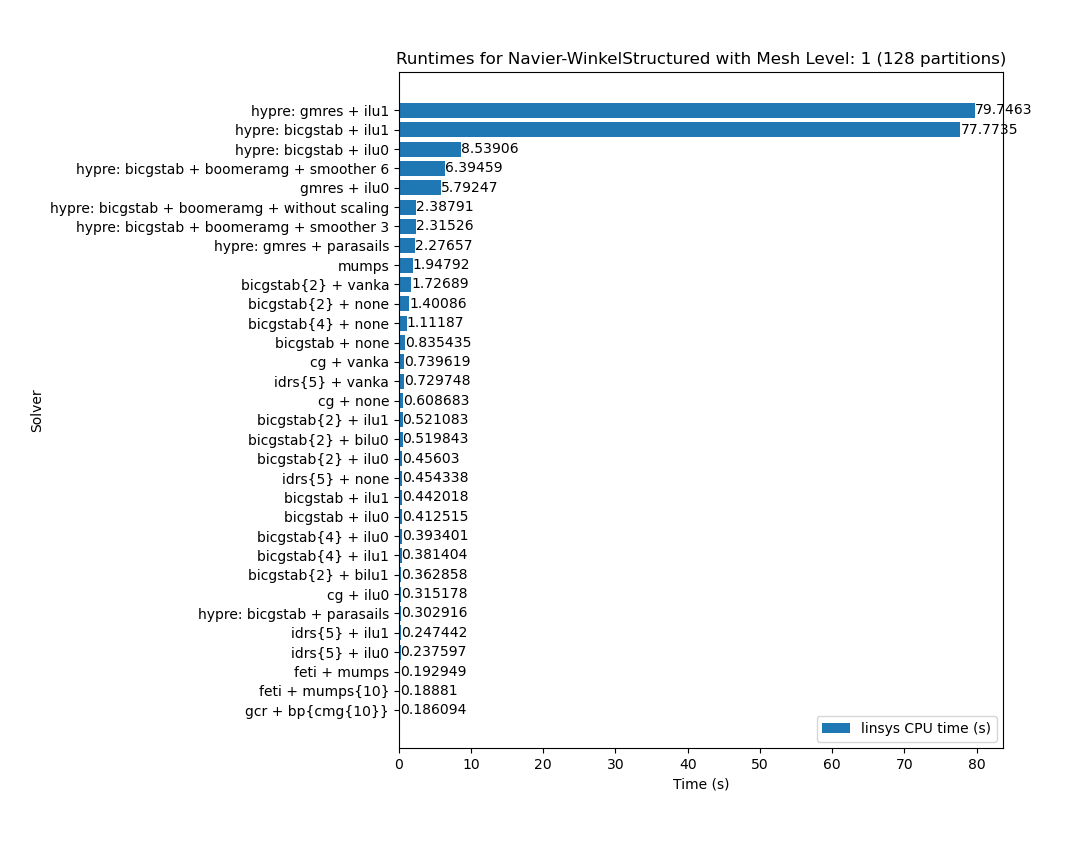 Runtimes for Navier-WinkelStructured with Mesh Level: 1 (128 partitions)
hypre: gmres + ilu1 79.7463
hypre: bicgstab + ilu1 77.7735
hypre: bicgstab + ilu0 8.53906
hypre: bicgstab + boomeramg + smoother 6 6.39459
gmres + ilu0 5.79247
hypre: bicgstab + boomeramg + without scaling 2.38791
hypre: bicgstab + boomeramg + smoother 3 2.31526
hypre: gmres + parasails 2.27657
mumps 1.94792
bicgstab{2} + vanka 1.72689
bicgstab{2} + none 1.40086
bicgstab{4} + none 1.11187
bicgstab + none 0.835435
cg + vanka 0.739619
idrs{5} + vanka 0.729748
cg + none 0.608683
bicgstab{2} + ilu1 0.521083
bicgstab{2} + bilu0 0.519843
bicgstab{2} + ilu0 0.45603
idrs{5} + none 0.454338
bicgstab + ilu1 0.442018
bicgstab + ilu0 0.412515
bicgstab{4} + ilu0 0.393401
bicgstab{4} + ilu1 0.381404
bicgstab{2} + bilu1 0.362858
cg + ilu0 0.315178
hypre: bicgstab + parasails 0.302916
idrs{5} + ilu1 0.247442
idrs{5} + ilu0 0.237597
feti + mumps 0.192949
feti + mumps{10} 0.18881
gcr + bp{cmg{10}} 0.186094
Solver
linsys CPU time (s)
0 10 20 30 40 50 60 70 80
Time (s)